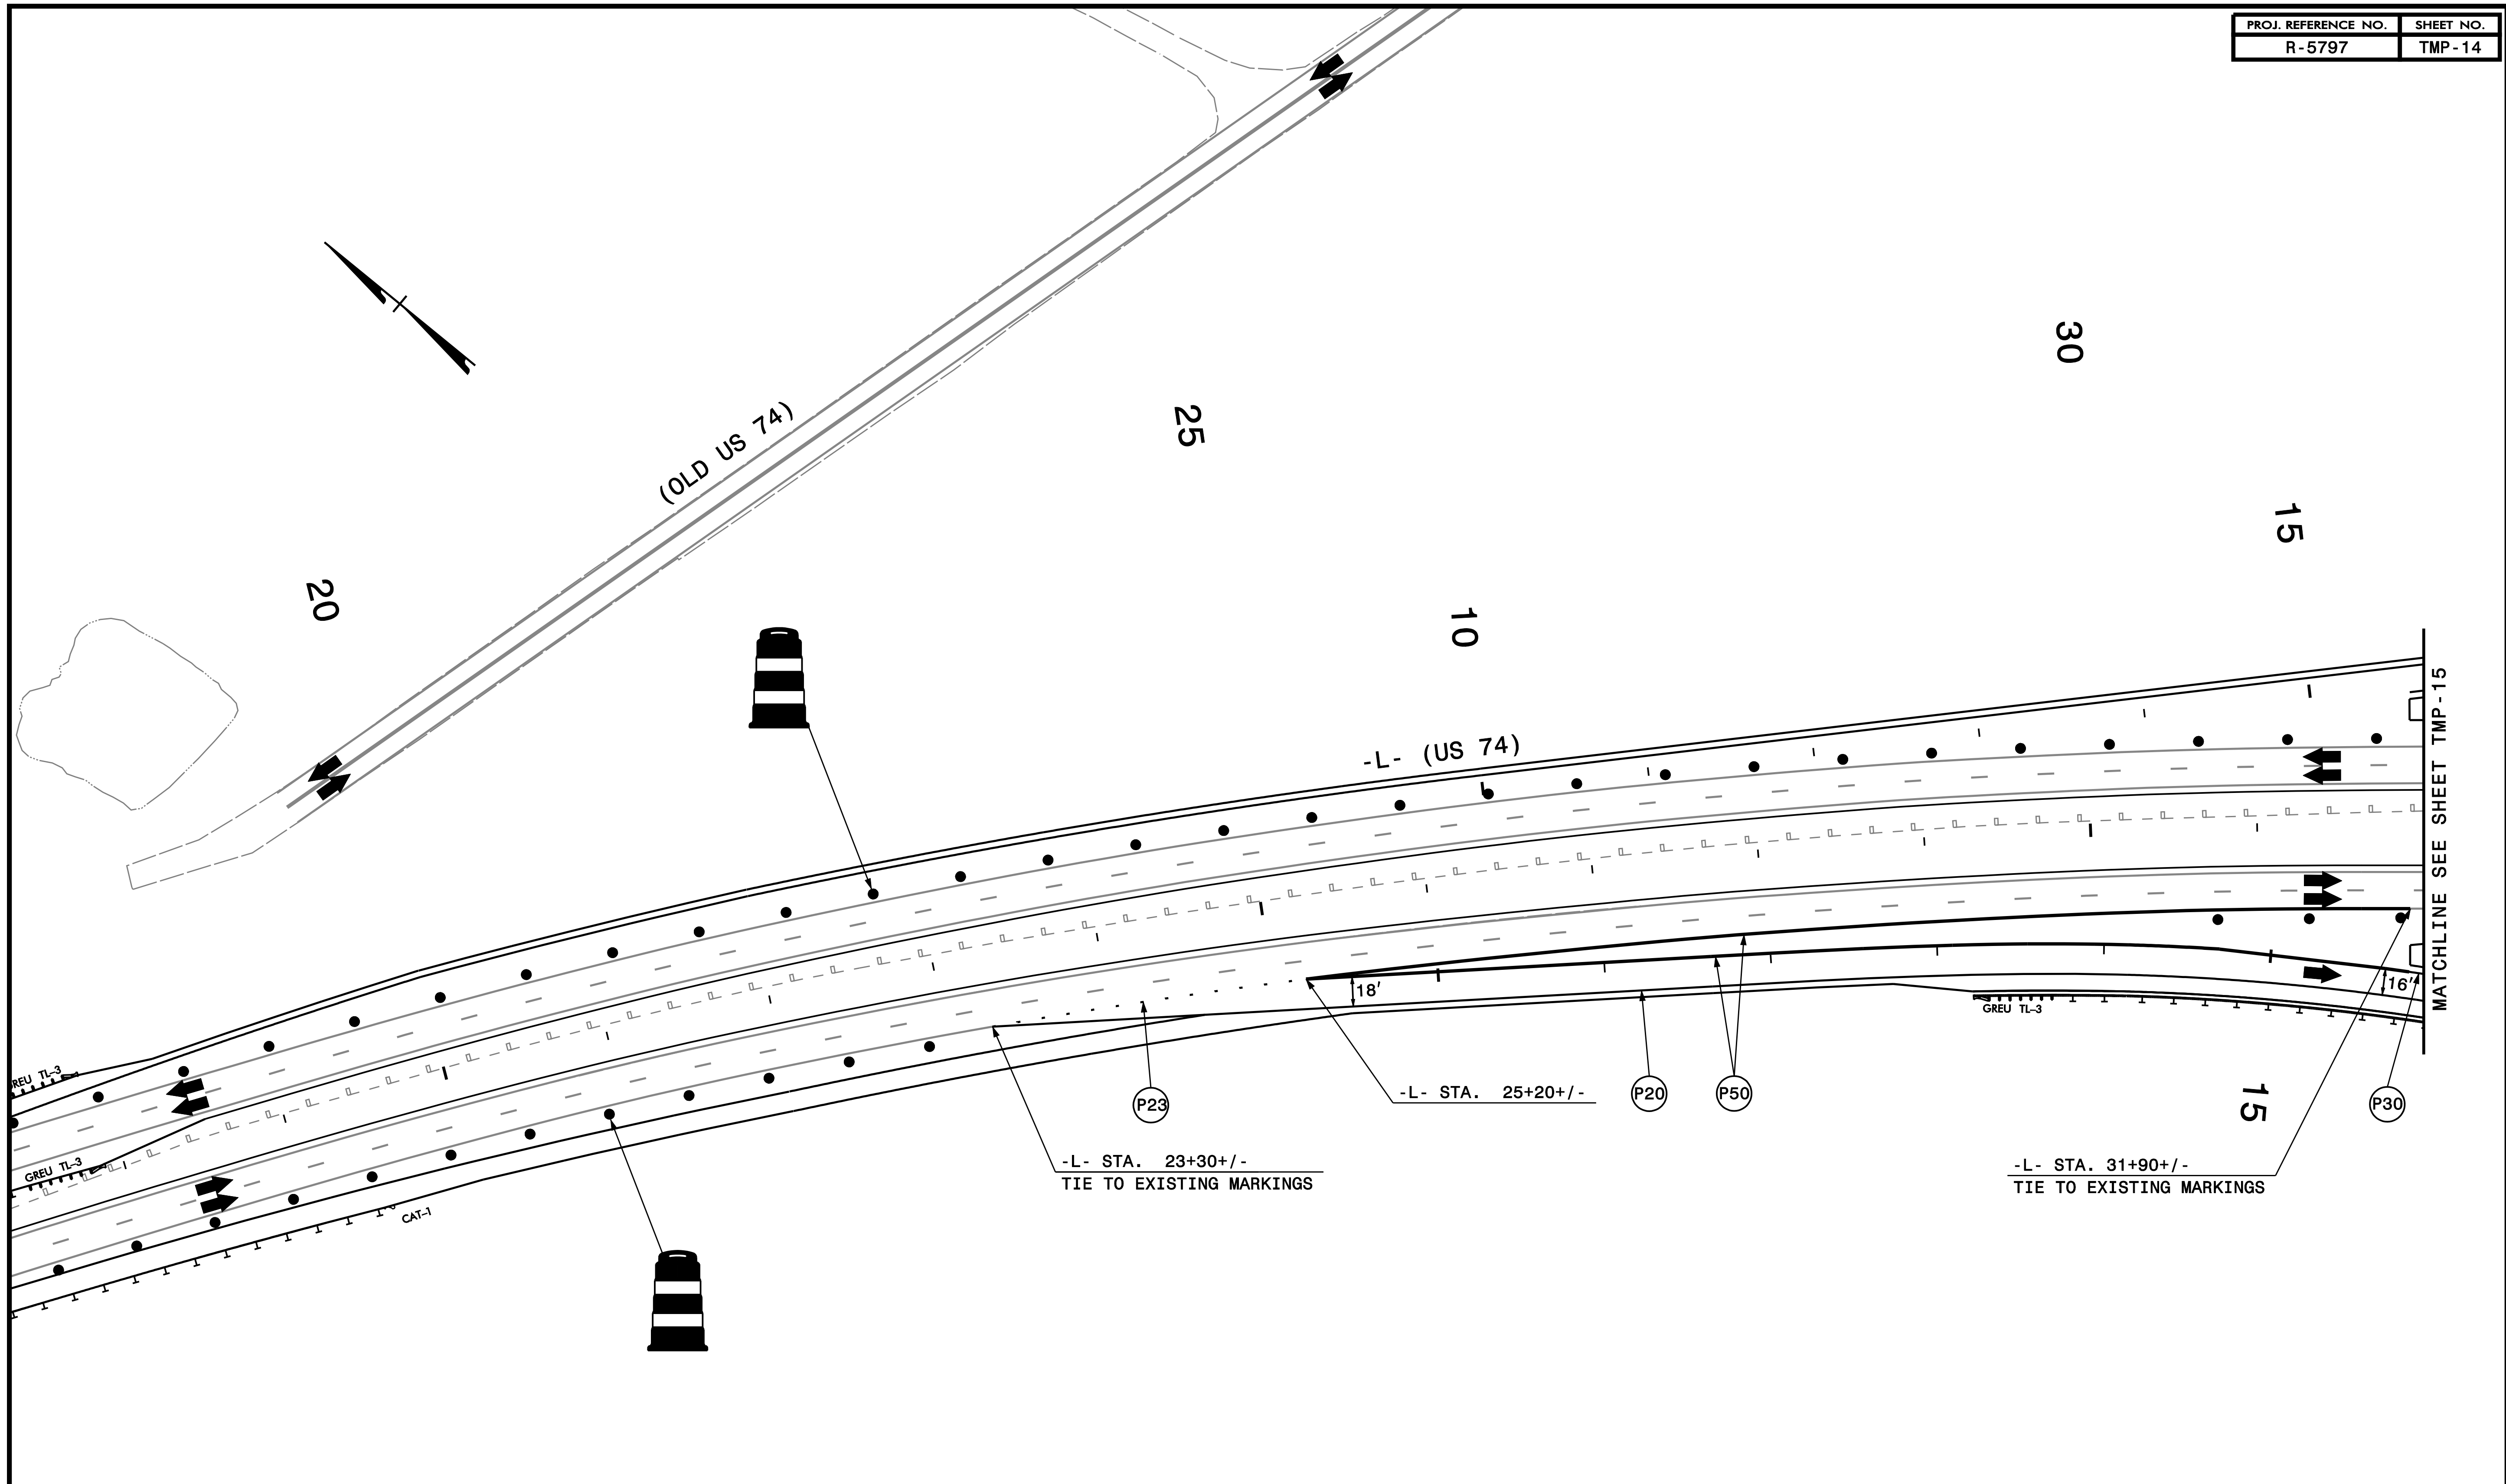 PROJ. REFERENCE NO. SHEET NO.
R-5797 TMP-14
30
25
(OLD US 74)
15
20
10
-L- (US 74)
MATCHLINE SEE SHEET TMP-15
18'
16'
GREU TL-3
GREU TL-3
GREU TL-3
CAT-1
-L- STA. 25+20+/-
P20
P50
P23
P30
15
-L- STA. 23+30+/-
TIE TO EXISTING MARKINGS
-L- STA. 31+90+/-
TIE TO EXISTING MARKINGS